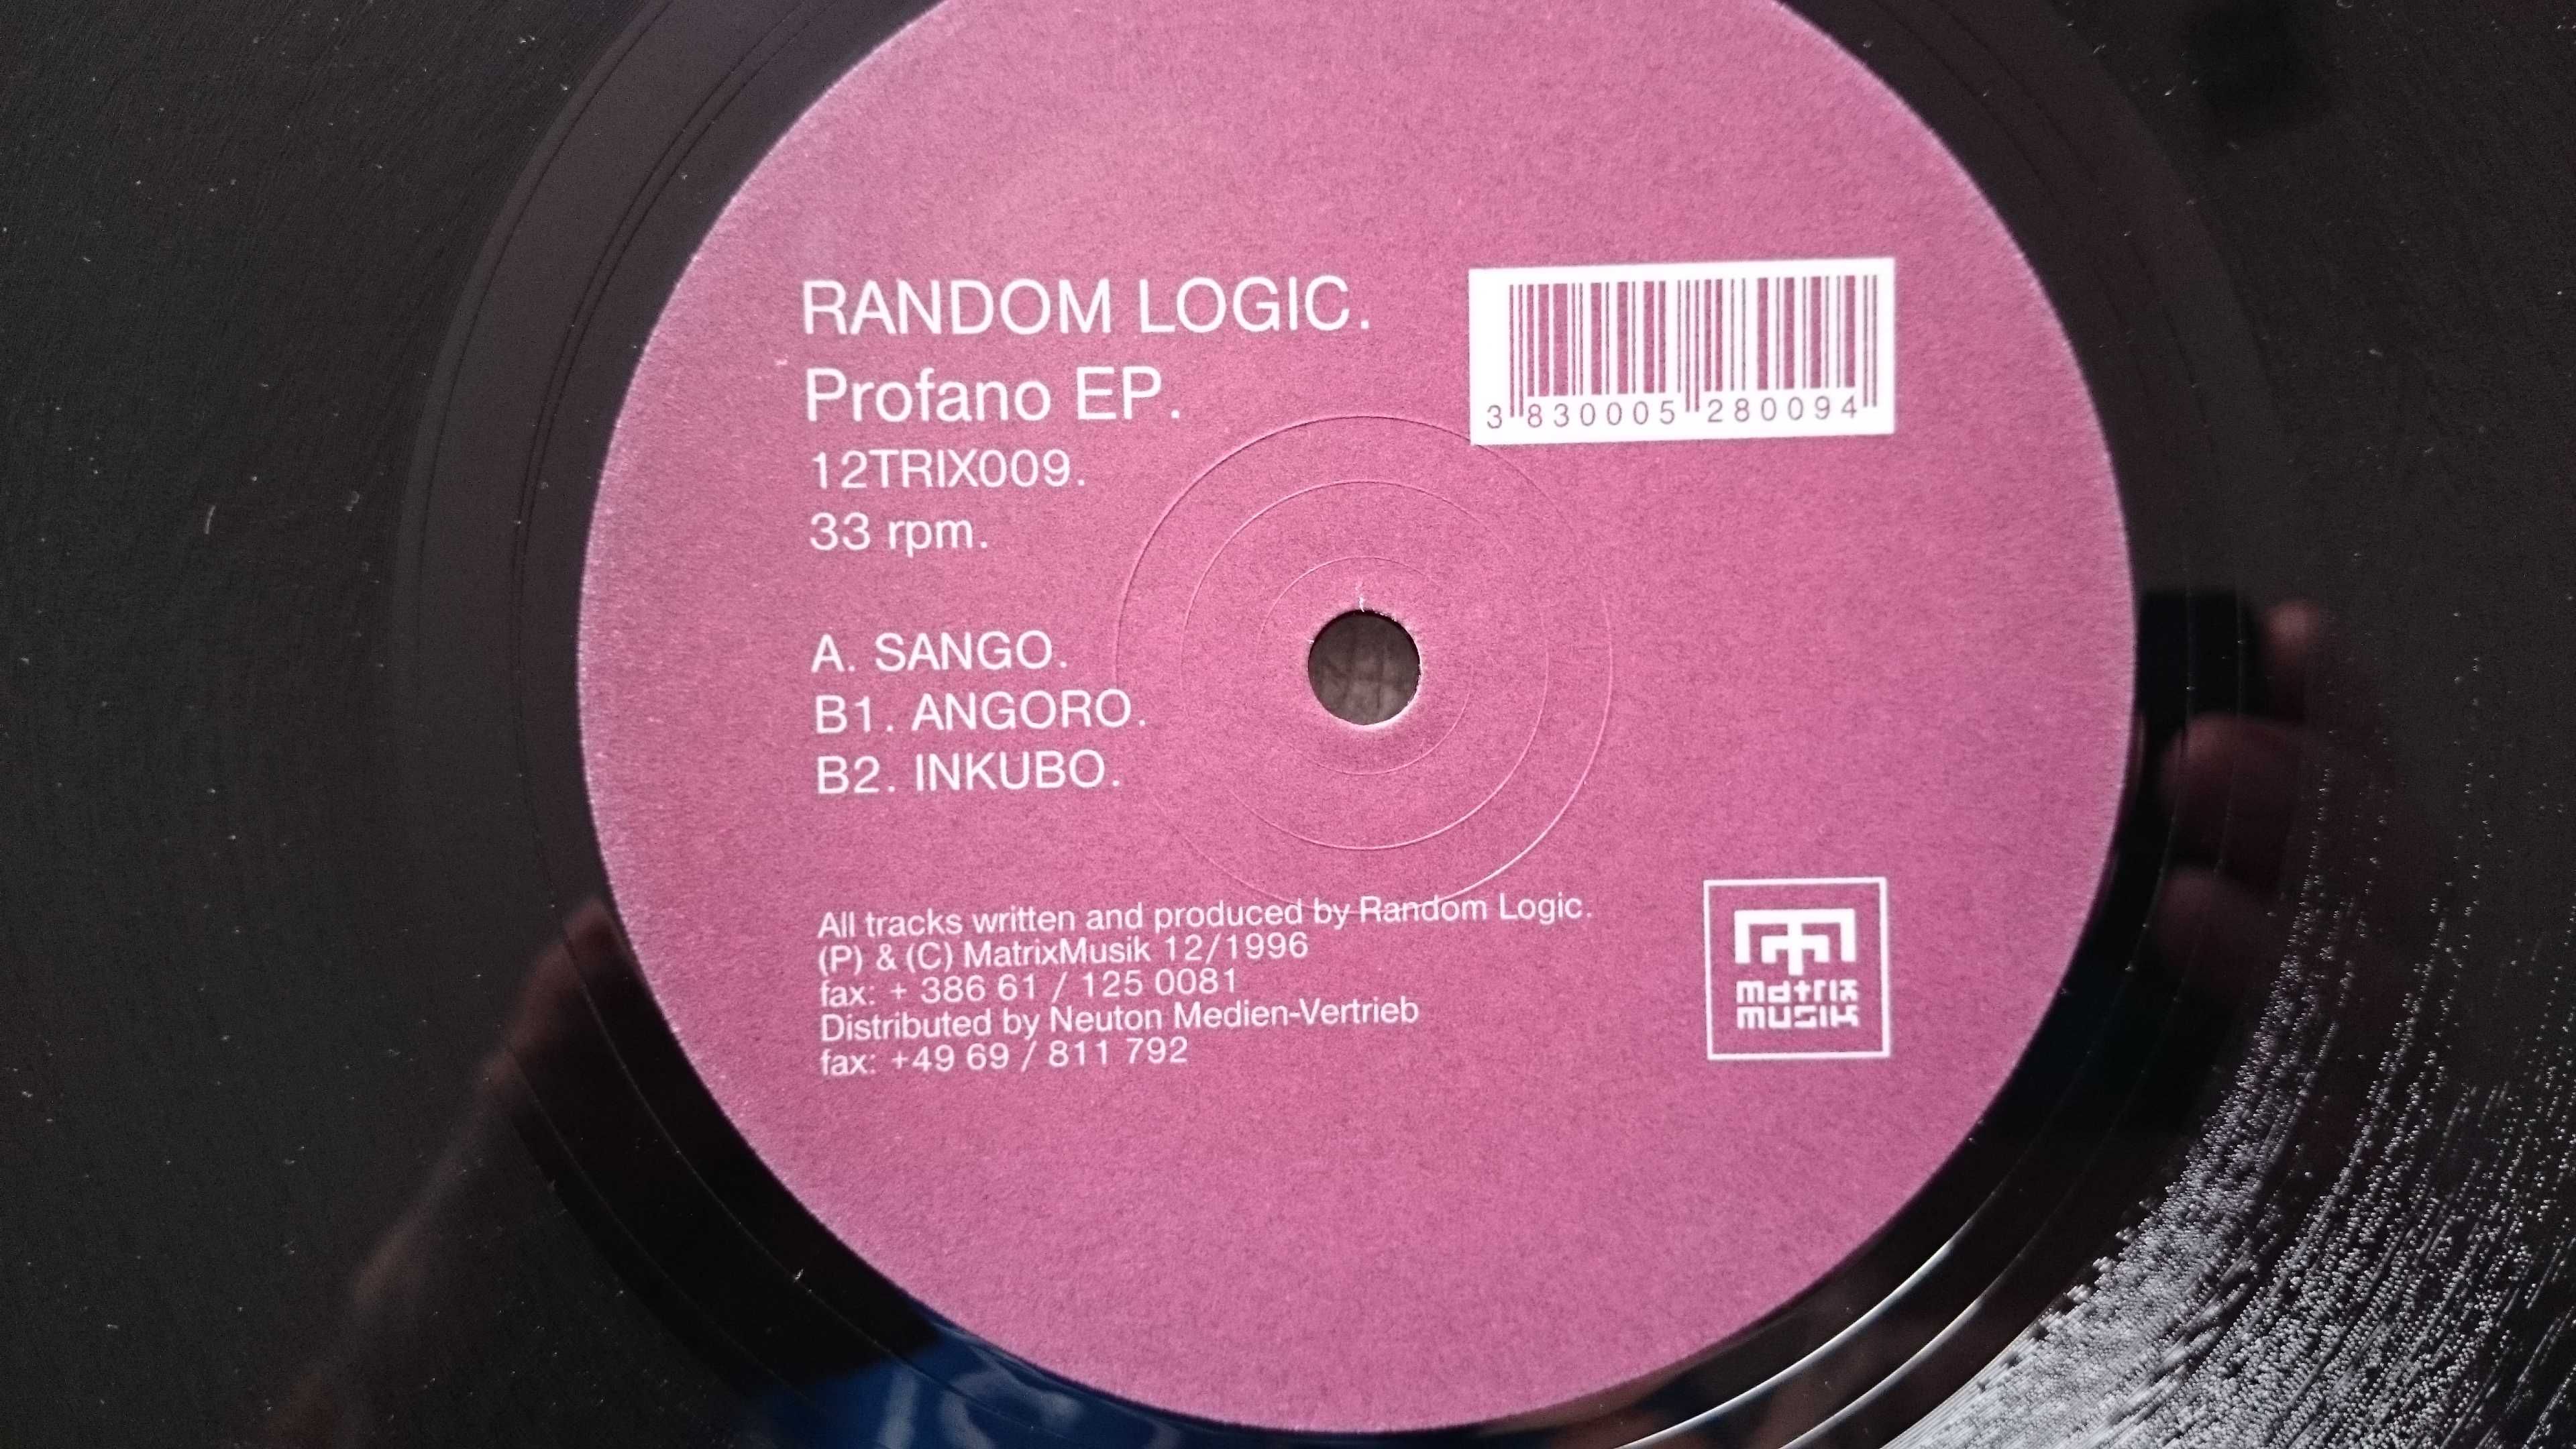 RANDOM LOGIC.
Profano EP.
12TRIX009.
33 rpm.
3 830005 280094
A. SANGO.
B1. ANGORO.
B2. INKUBO.
All tracks written and produced by Random Logic.
(P) & (C) MatrixMusik 12/1996
fax: + 386 61 / 125 0081
Distributed by Neuton Medien-Vertrieb
fax: +49 69 / 811 792
matrix
musik